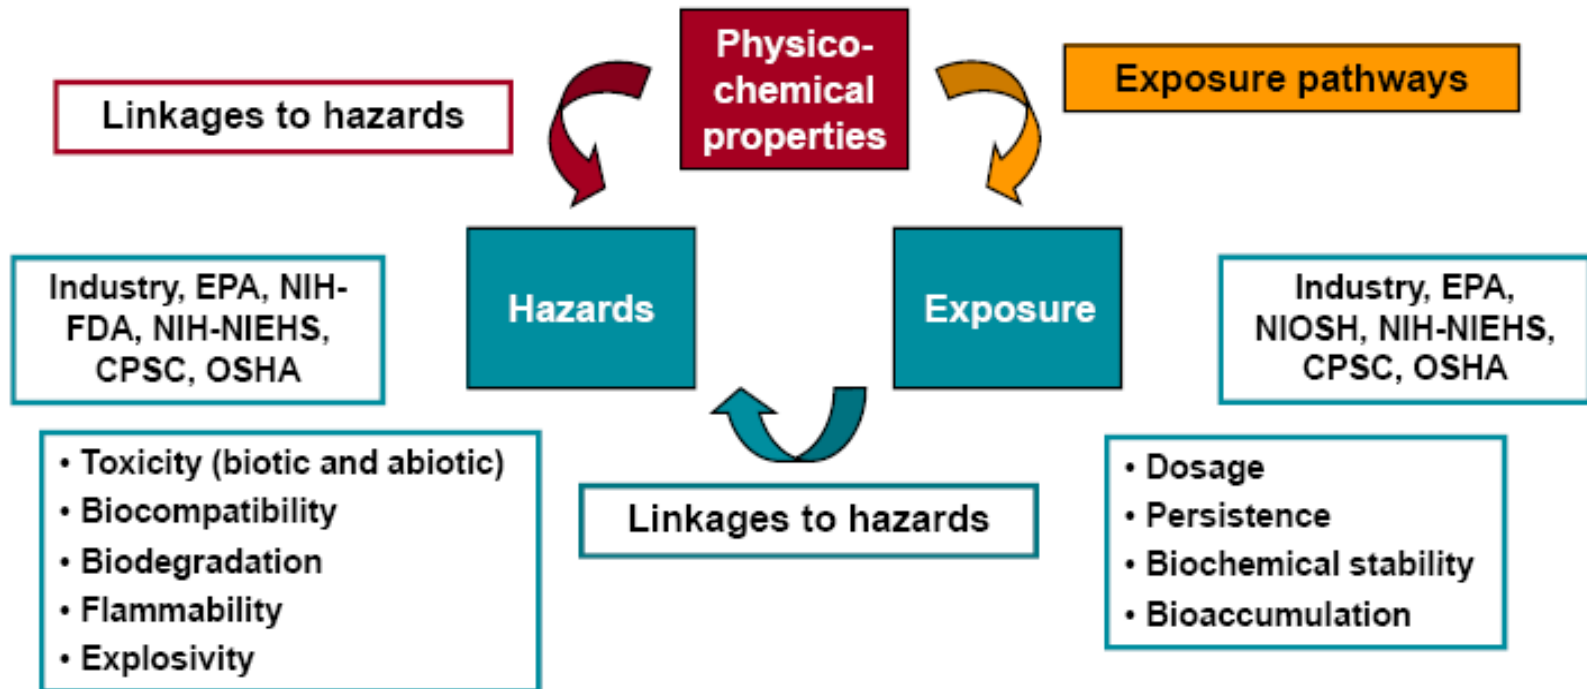 Physico-
chemical
properties
Linkages to hazards
Exposure pathways
Hazards
Exposure
Industry, EPA, NIH-
FDA, NIH-NIEHS,
CPSC, OSHA
Industry, EPA,
NIOSH, NIH-NIEHS,
CPSC, OSHA
• Toxicity (biotic and abiotic)
• Biocompatibility
• Biodegradation
• Flammability
• Explosivity
Linkages to hazards
• Dosage
• Persistence
• Biochemical stability
• Bioaccumulation